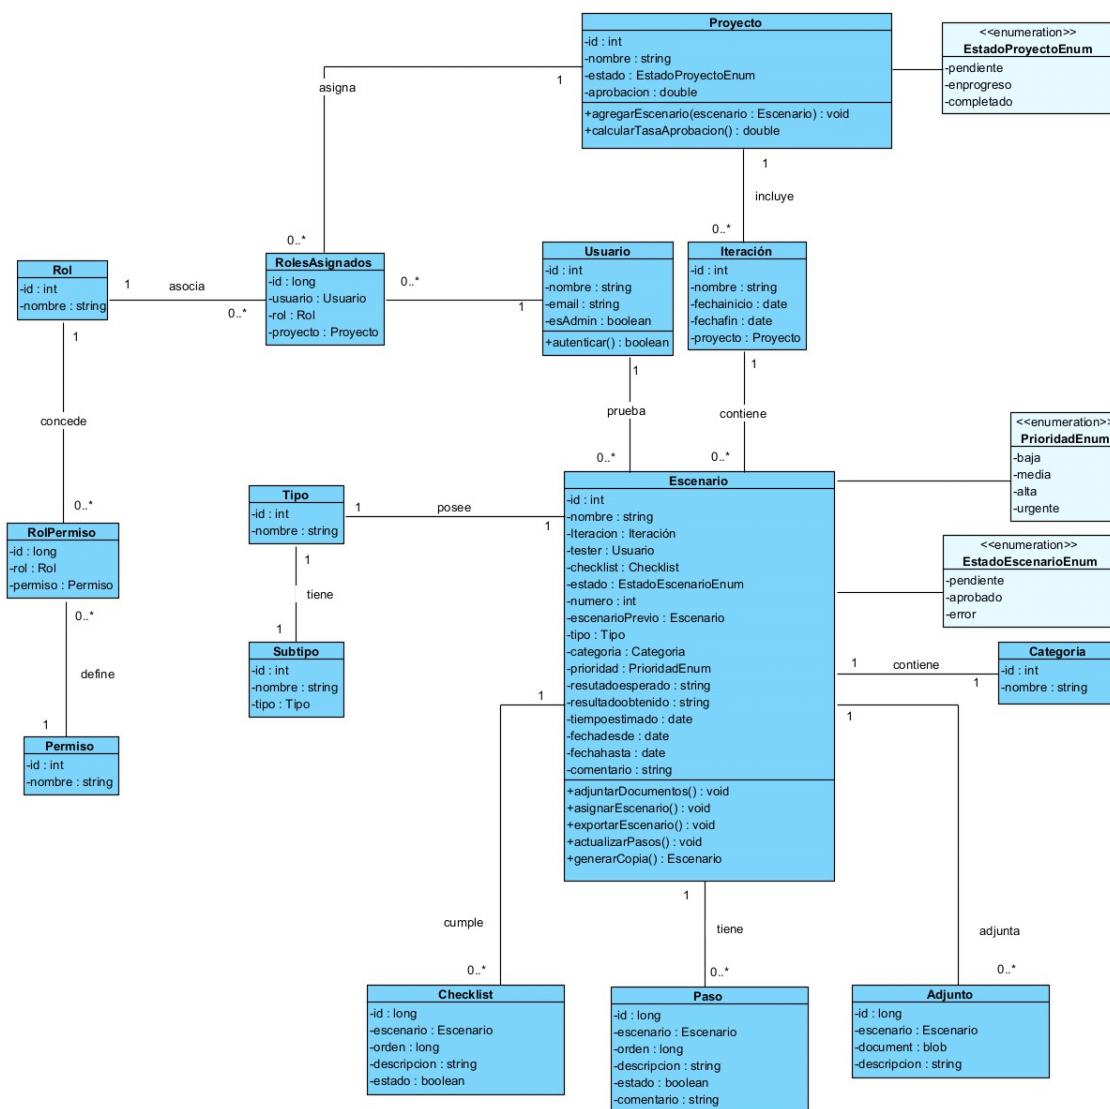 Proyecto
-id : int
-nombre : string
-estado : EstadoProyectoEnum
-aprobacion : double
+agregarEscenario(escenario : Escenario) : void
+calcularTasaAprobacion() : double
<<enumeration>>
EstadoProyectoEnum
-pendiente
-enprogreso
-completado
1
asigna
0..*
1
incluye
0..*
Rol
-id : int
-nombre : string
1
asocia
0..*
RolesAsignados
-id : long
-usuario : Usuario
-rol : Rol
-proyecto : Proyecto
0..*
1
Usuario
-id : int
-nombre : string
-email : string
-esAdmin : boolean
+autenticar() : boolean
Iteración
-id : int
-nombre : string
-fechainicio : date
-fechafin : date
-proyecto : Proyecto
1
concede
0..*
1
prueba
0..*
1
contiene
0..*
<<enumeration>>
PrioridadEnum
-baja
-media
-alta
-urgente
RolPermiso
-id : long
-rol : Rol
-permiso : Permiso
0..*
define
1
Permiso
-id : int
-nombre : string
Tipo
-id : int
-nombre : string
1
posee
1
1
tiene
1
Subtipo
-id : int
-nombre : string
-tipo : Tipo
Escenario
-id : int
-nombre : string
-Iteracion : Iteración
-tester : Usuario
-checklist : Checklist
-estado : EstadoEscenarioEnum
-numero : int
-escenarioPrevio : Escenario
-tipo : Tipo
-categoria : Categoria
-prioridad : PrioridadEnum
-resutadoesperado : string
-resultadoobtenido : string
-tiempoestimado : date
-fechadesde : date
-fechahasta : date
-comentario : string
+adjuntarDocumentos() : void
+asignarEscenario() : void
+exportarEscenario() : void
+actualizarPasos() : void
+generarCopia() : Escenario
<<enumeration>>
EstadoEscenarioEnum
-pendiente
-aprobado
-error
1
contiene
1
Categoria
-id : int
-nombre : string
1
cumple
0..*
1
tiene
0..*
1
adjunta
0..*
Checklist
-id : long
-escenario : Escenario
-orden : long
-descripcion : string
-estado : boolean
Paso
-id : long
-escenario : Escenario
-orden : long
-descripcion : string
-estado : boolean
-comentario : string
Adjunto
-id : long
-escenario : Escenario
-document : blob
-descripcion : string